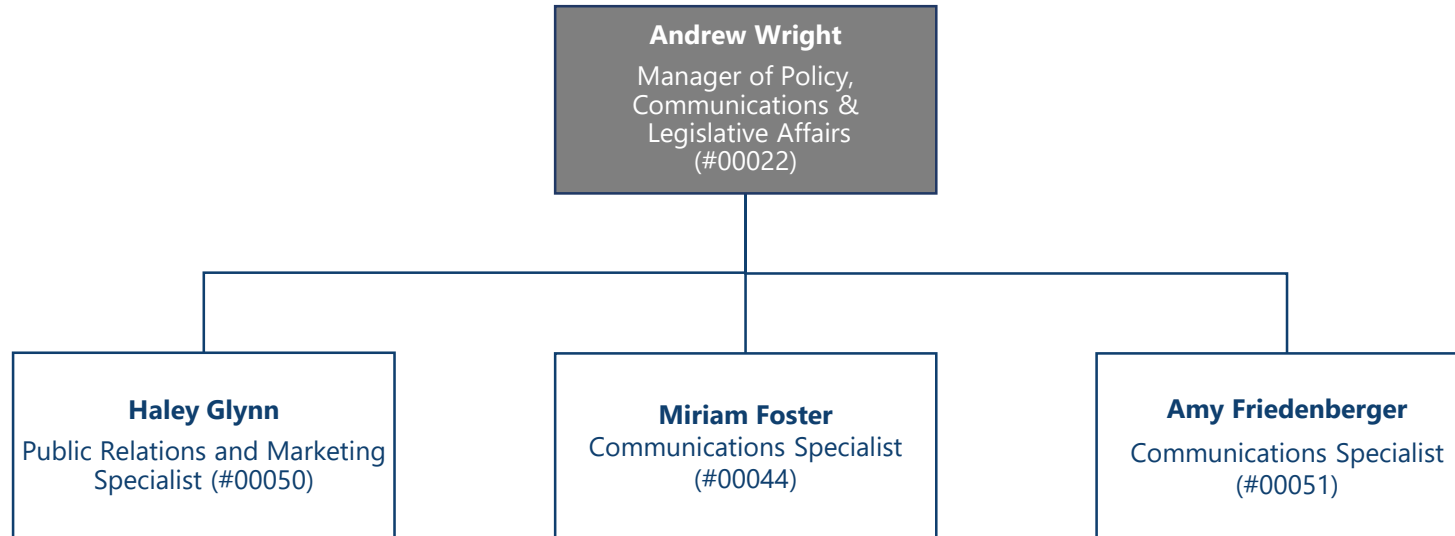 Andrew Wright
Manager of Policy,
Communications &
Legislative Affairs
(#00022)
Haley Glynn
Public Relations and Marketing
Specialist (#00050)
Miriam Foster
Communications Specialist
(#00044)
Amy Friedenberger
Communications Specialist
(#00051)